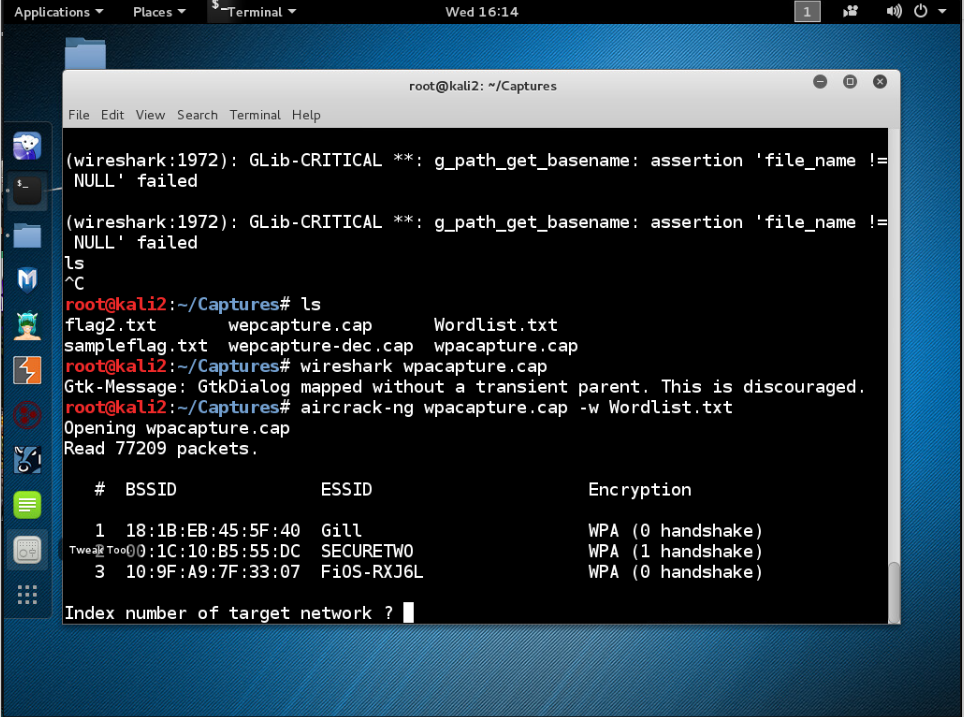 Applications Places Terminal Wed 16:14 1
root@kali2: ~/Captures
File Edit View Search Terminal Help
(wireshark:1972): GLib-CRITICAL **: g_path_get_basename: assertion 'file_name !=
NULL' failed
(wireshark:1972): GLib-CRITICAL **: g_path_get_basename: assertion 'file_name !=
NULL' failed
ls
^C
root@kali2:~/Captures# ls
flag2.txt wepcapture.cap Wordlist.txt
sampleflag.txt wepcapture-dec.cap wpacapture.cap
root@kali2:~/Captures# wireshark wpacapture.cap
Gtk-Message: GtkDialog mapped without a transient parent. This is discouraged.
root@kali2:~/Captures# aircrack-ng wpacapture.cap -w Wordlist.txt
Opening wpacapture.cap
Read 77209 packets.
# BSSID ESSID Encryption
1 18:1B:EB:45:5F:40 Gill WPA (0 handshake)
Tweak Tool :1C:10:B5:55:DC SECURETWO WPA (1 handshake)
3 10:9F:A9:7F:33:07 FiOS-RXJ6L WPA (0 handshake)
Index number of target network ?